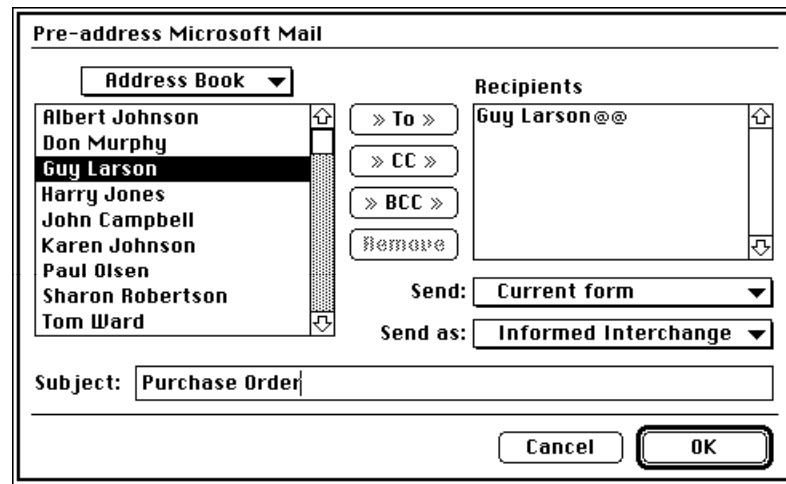 Pre-address Microsoft Mail
Address Book
Albert Johnson
Don Murphy
Guy Larson
Harry Jones
John Campbell
Karen Johnson
Paul Olsen
Sharon Robertson
Tom Ward
» To »
» CC »
» BCC »
Remove
Recipients
Guy Larson@@
Send: Current form
Send as: Informed Interchange
Subject: Purchase Order
Cancel OK